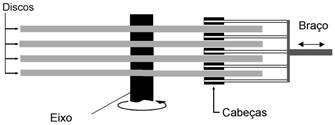 Discos
Braço
Eixo
Cabeças